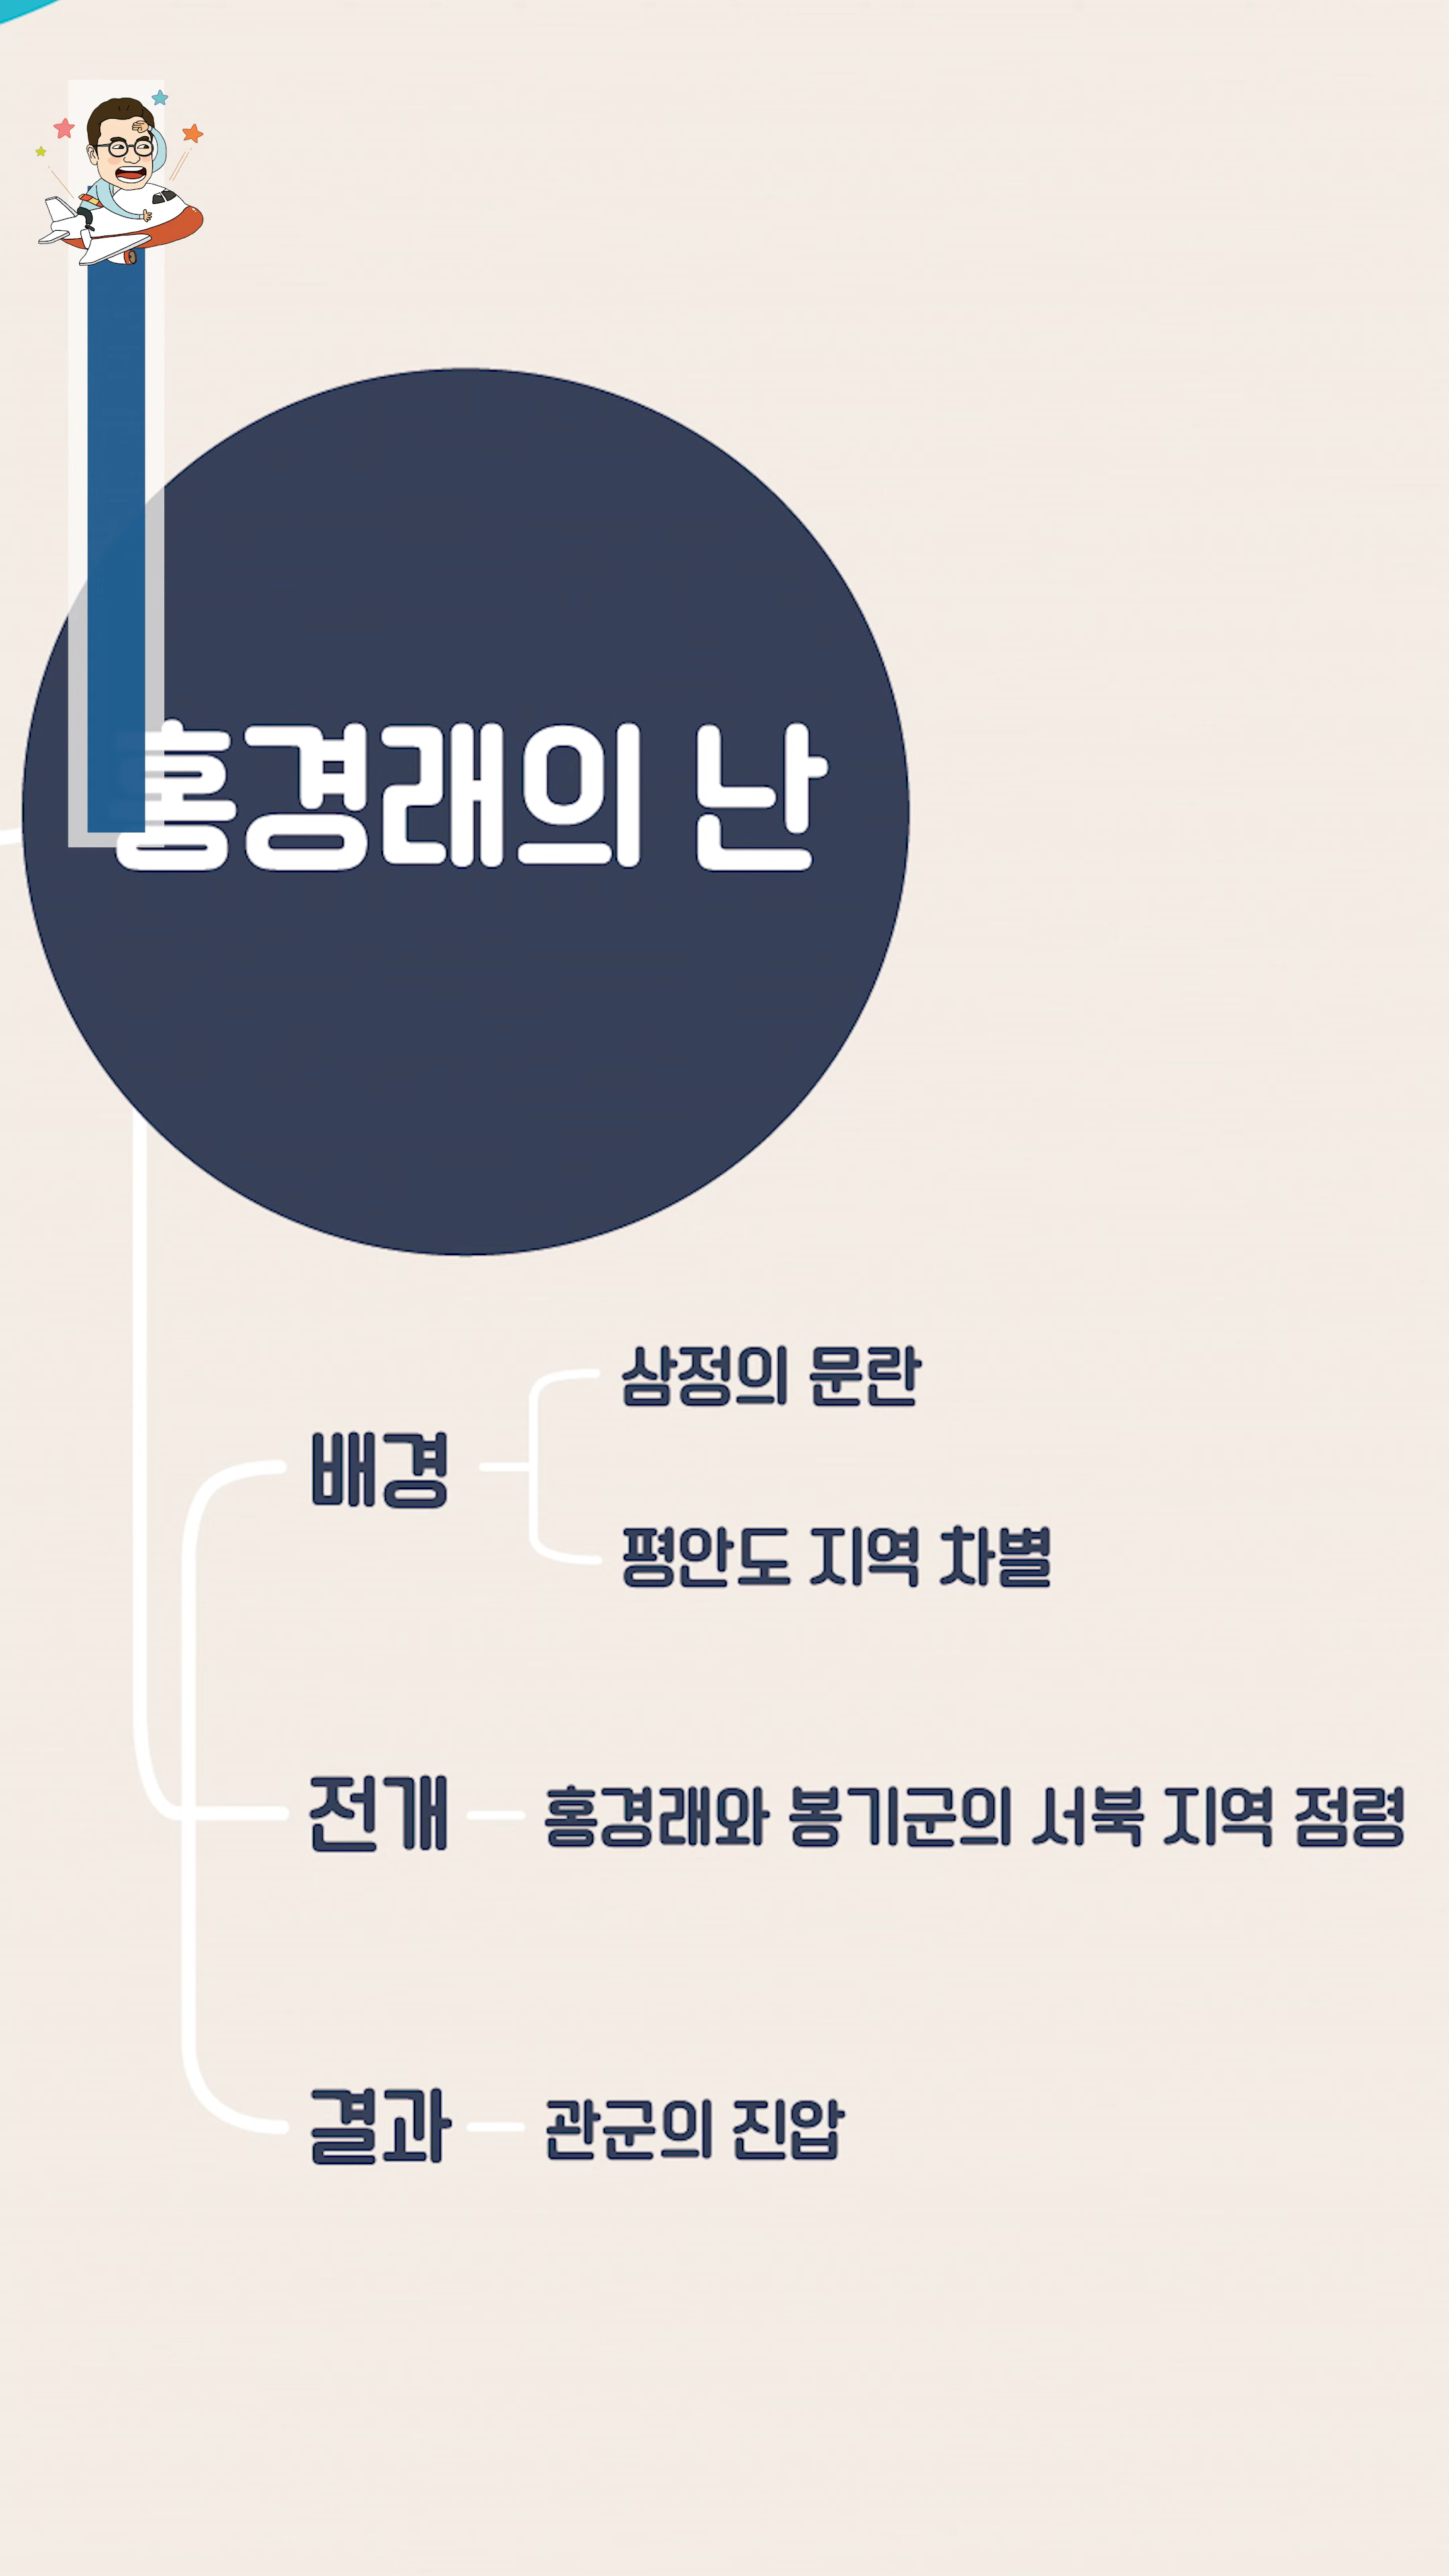 홍경래의 난
삼정의 문란
배경
평안도 지역 차별
전개
홍경래와 봉기군의 서북 지역 점령
결과
관군의 진압